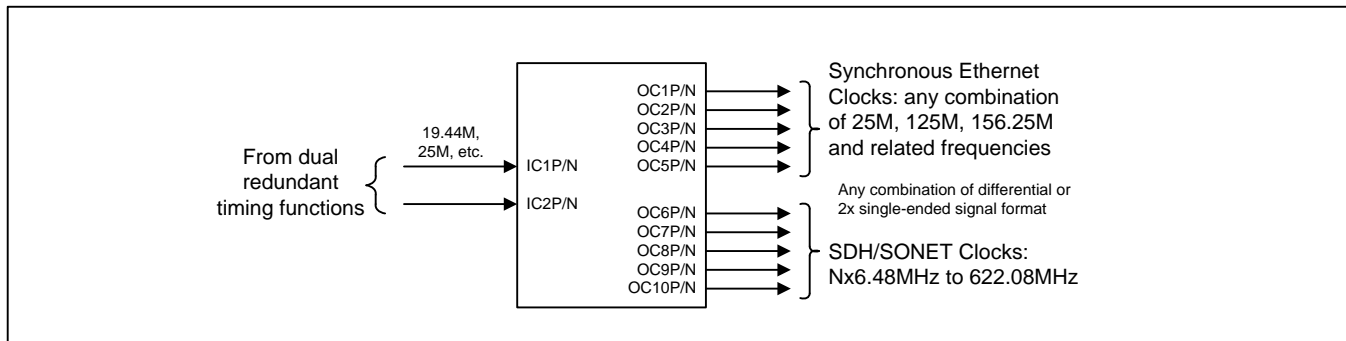 From dual
redundant
timing functions
19.44M,
25M, etc.
IC1P/N
IC2P/N
OC1P/N
OC2P/N
OC3P/N
OC4P/N
OC5P/N
OC6P/N
OC7P/N
OC8P/N
OC9P/N
OC10P/N
Synchronous Ethernet
Clocks: any combination
of 25M, 125M, 156.25M
and related frequencies
Any combination of differential or
2x single-ended signal format
SDH/SONET Clocks:
Nx6.48MHz to 622.08MHz